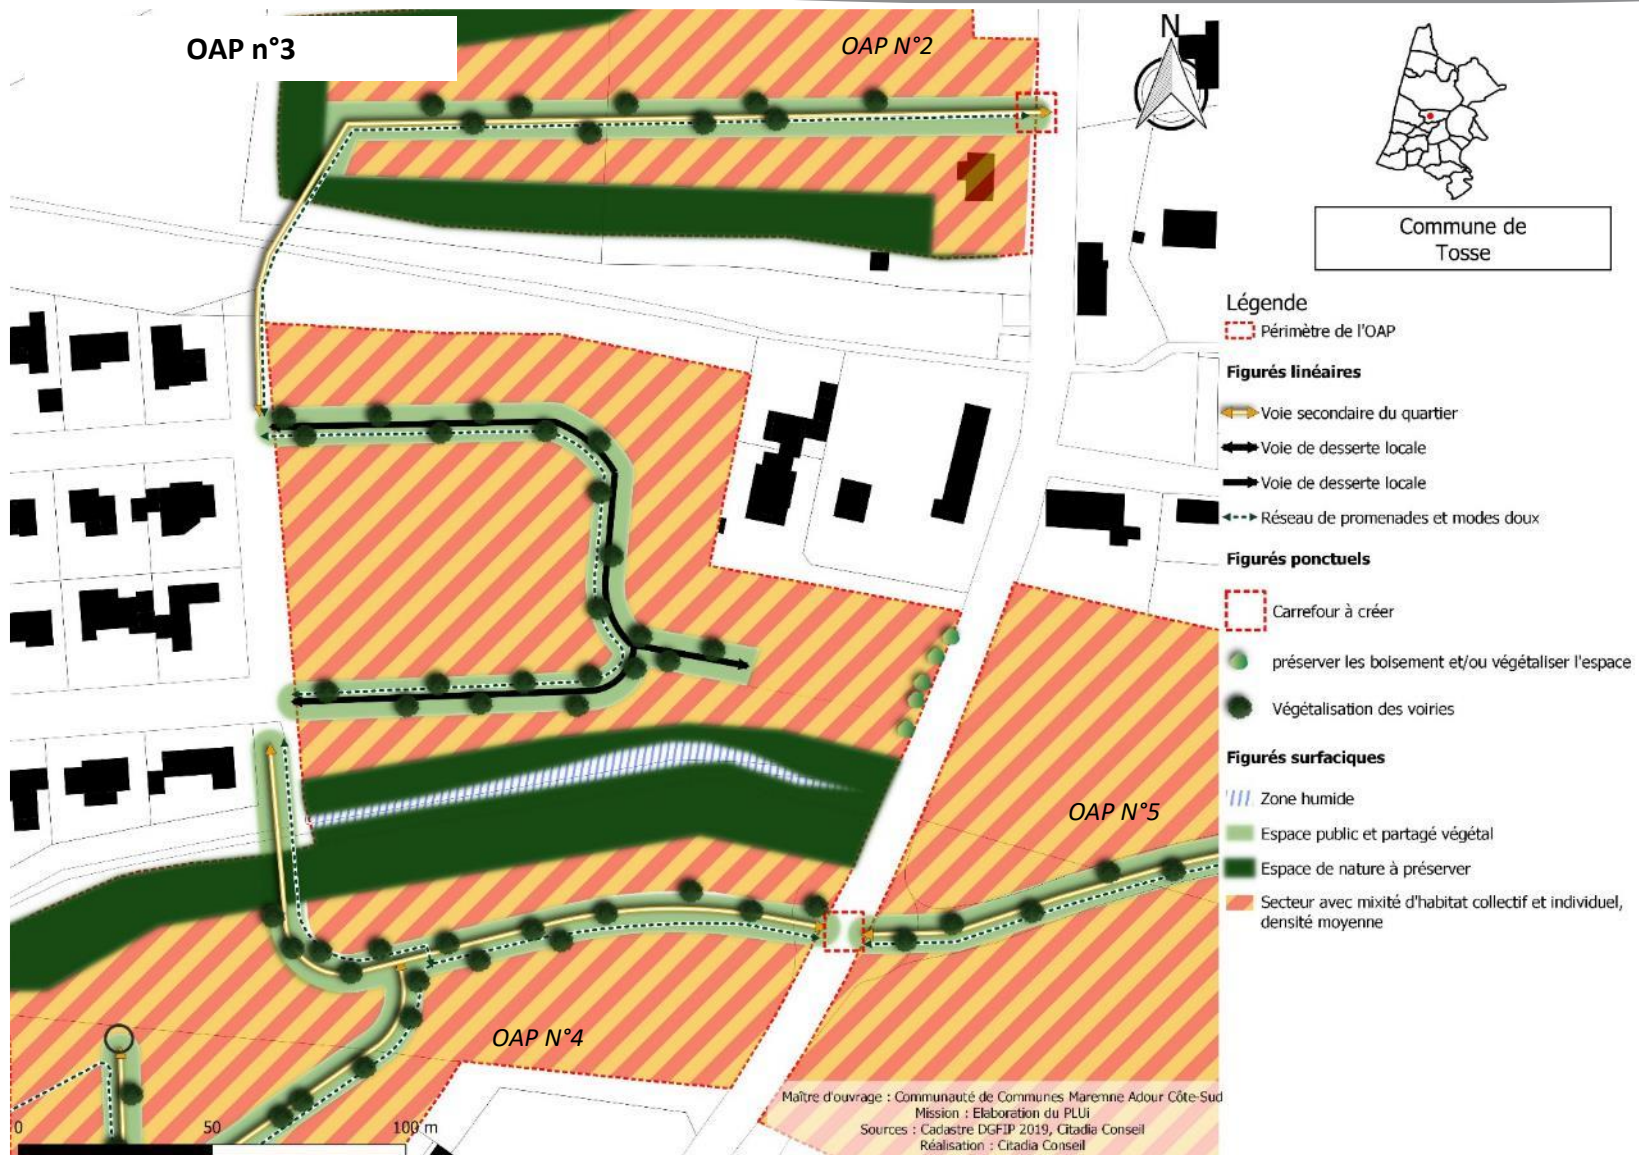 OAP n°3
OAP N°2
N
Commune de
Tosse
Légende
Périmètre de l'OAP
Figurés linéaires
Voie secondaire du quartier
Voie de desserte locale
Voie de desserte locale
Réseau de promenades et modes doux
Figurés ponctuels
Carrefour à créer
préserver les boisement et/ou végétaliser l'espace
Végétalisation des voiries
Figurés surfaciques
Zone humide
Espace public et partagé végétal
Espace de nature à préserver
Secteur avec mixité d'habitat collectif et individuel,
densité moyenne
OAP N°5
OAP N°4
0 50 100 m
Maître d'ouvrage : Communauté de Communes Maremne Adour Côte-Sud
Mission : Elaboration du PLUi
Sources : Cadastre DGFIP 2019, Citadia Conseil
Réalisation : Citadia Conseil